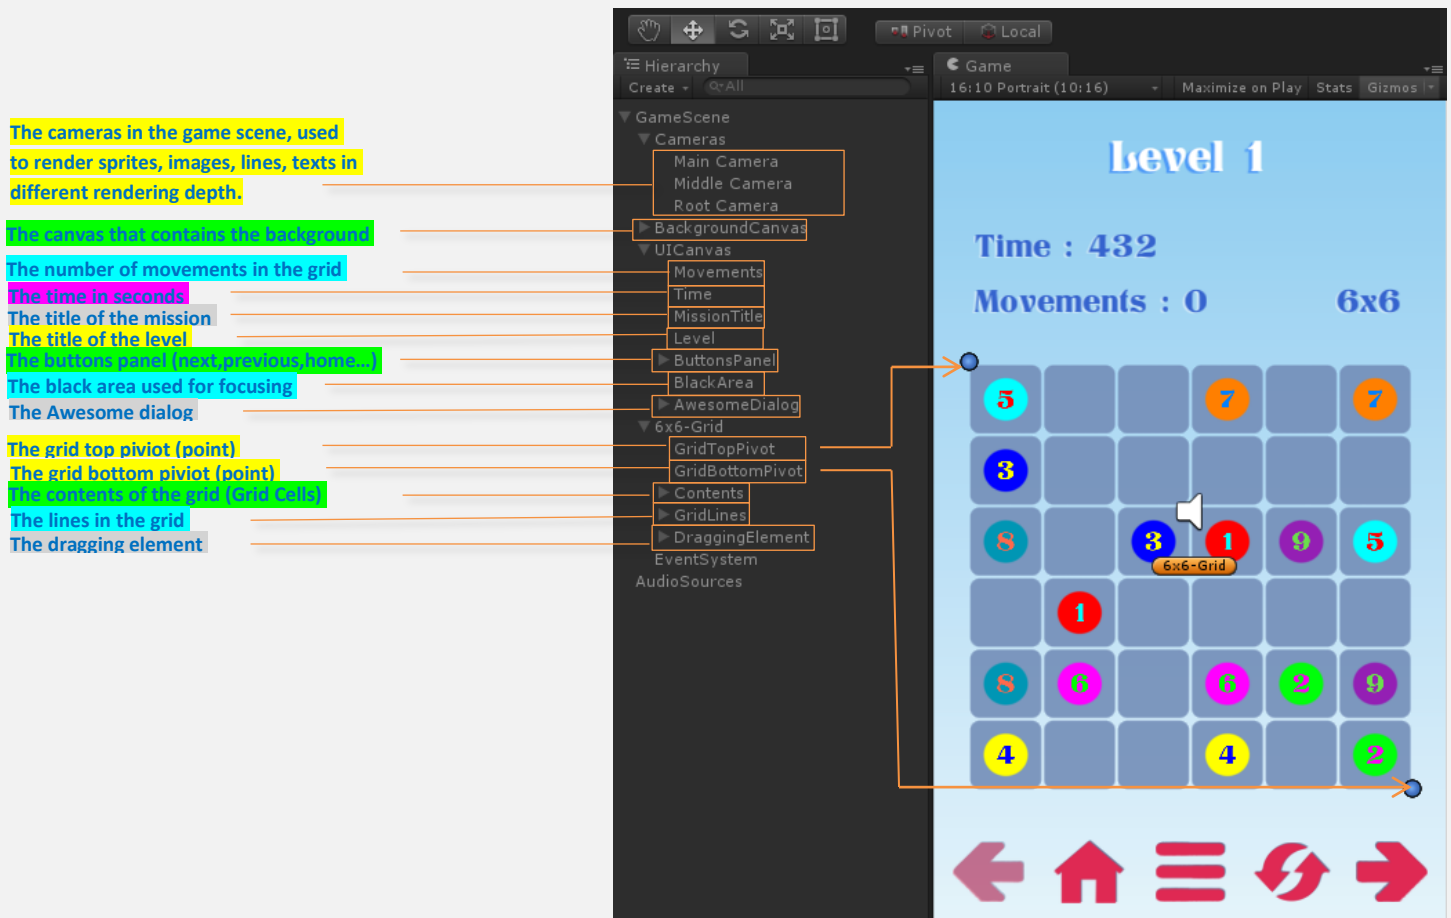 Pivot
Local
Hierarchy
Game
Create
All
16:10 Portrait (10:16)
Maximize on Play
Stats
Gizmos
The cameras in the game scene, used
to render sprites, images, lines, texts in
different rendering depth.
The canvas that contains the background
The number of movements in the grid
The time in seconds
The title of the mission
The title of the level
The buttons panel (next,previous,home...)
The black area used for focusing
The Awesome dialog
The grid top piviot (point)
The grid bottom piviot (point)
The contents of the grid (Grid Cells)
The lines in the grid
The dragging element
GameScene
Cameras
Main Camera
Middle Camera
Root Camera
BackgroundCanvas
UICanvas
Movements
Time
MissionTitle
Level
ButtonsPanel
BlackArea
AwesomeDialog
6x6-Grid
GridTopPivot
GridBottomPivot
Contents
GridLines
DraggingElement
EventSystem
AudioSources
Level 1
Time : 432
Movements : 0 6x6
5 7 7
3
8 3 1 9 5
6x6-Grid
1
8 6 6 2 9
4 4 2